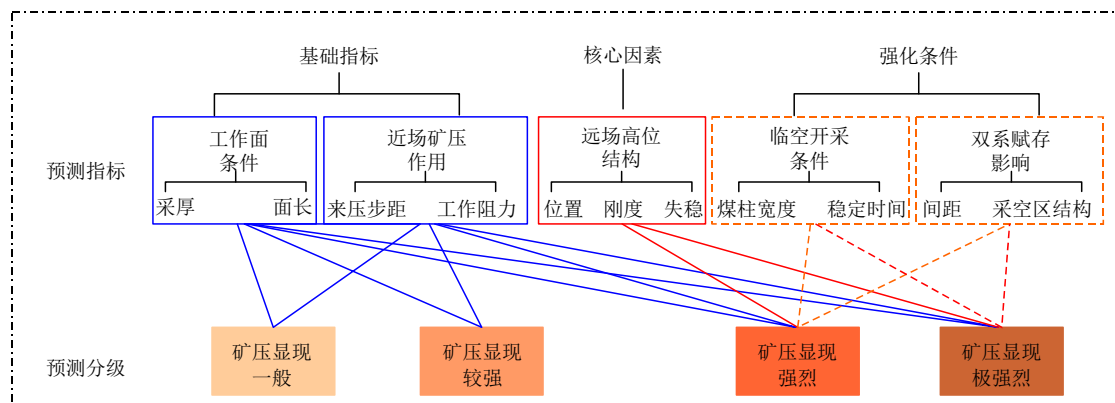 基础指标
核心因素
强化条件
预测指标
工作面
条件
采厚
面长
近场矿压
作用
来压步距
工作阻力
远场高位
结构
位置
刚度
失稳
临空开采
条件
煤柱宽度
稳定时间
双系赋存
影响
间距
采空区结构
预测分级
矿压显现
一般
矿压显现
较强
矿压显现
强烈
矿压显现
极强烈